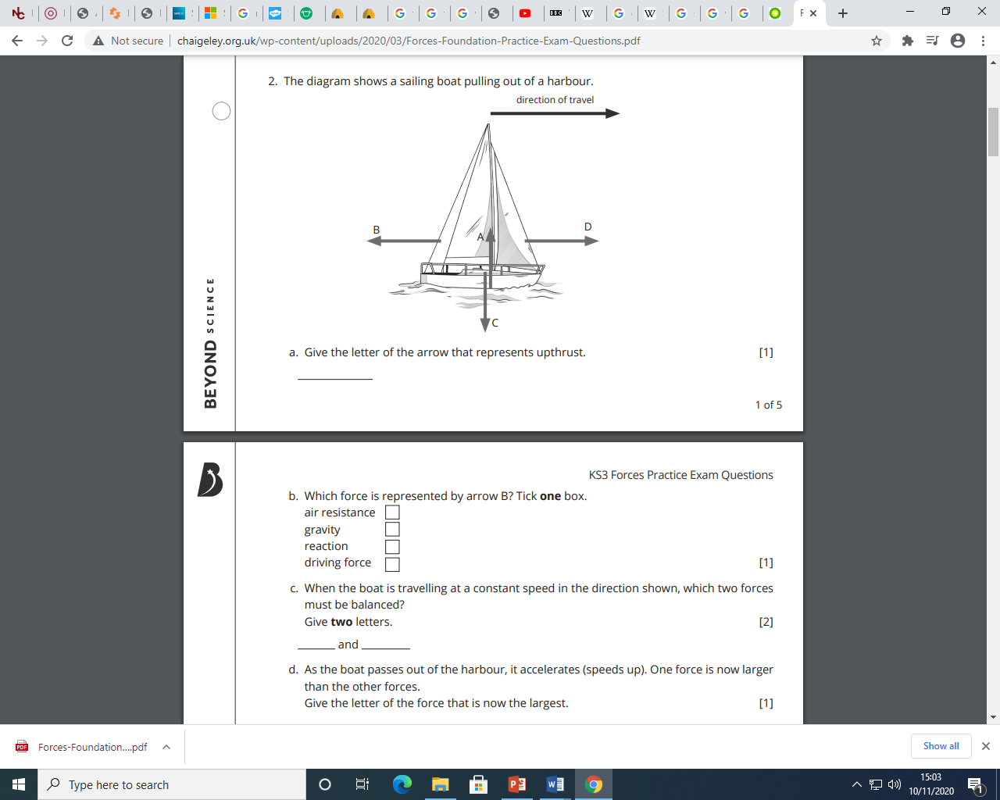 Not secure
chaigeley.org.uk/wp-content/uploads/2020/03/Forces-Foundation-Practice-Exam-Questions.pdf
2. The diagram shows a sailing boat pulling out of a harbour.
direction of travel
B
A
D
C
BEYOND SCIENCE
a. Give the letter of the arrow that represents upthrust. [1]
1 of 5
KS3 Forces Practice Exam Questions
b. Which force is represented by arrow B? Tick one box.
air resistance
gravity
reaction
driving force [1]
c. When the boat is travelling at a constant speed in the direction shown, which two forces
must be balanced?
Give two letters. [2]
_______ and _________
d. As the boat passes out of the harbour, it accelerates (speeds up). One force is now larger
than the other forces.
Give the letter of the force that is now the largest. [1]
Forces-Foundation....pdf
Show all
Type here to search
15:03
10/11/2020
1